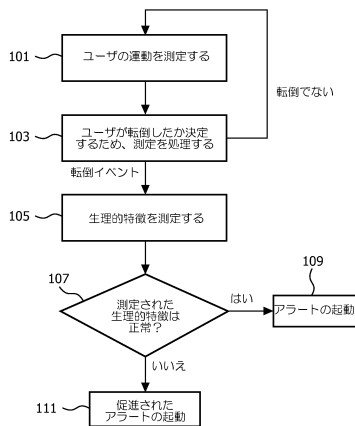 101
ユーザの運動を測定する
転倒でない
103
ユーザが転倒したか決定
するため、測定を処理する
転倒イベント
105
生理的特徴を測定する
107
測定された
生理的特徴は
正常？
はい
109
アラートの起動
いいえ
111
促進された
アラートの起動